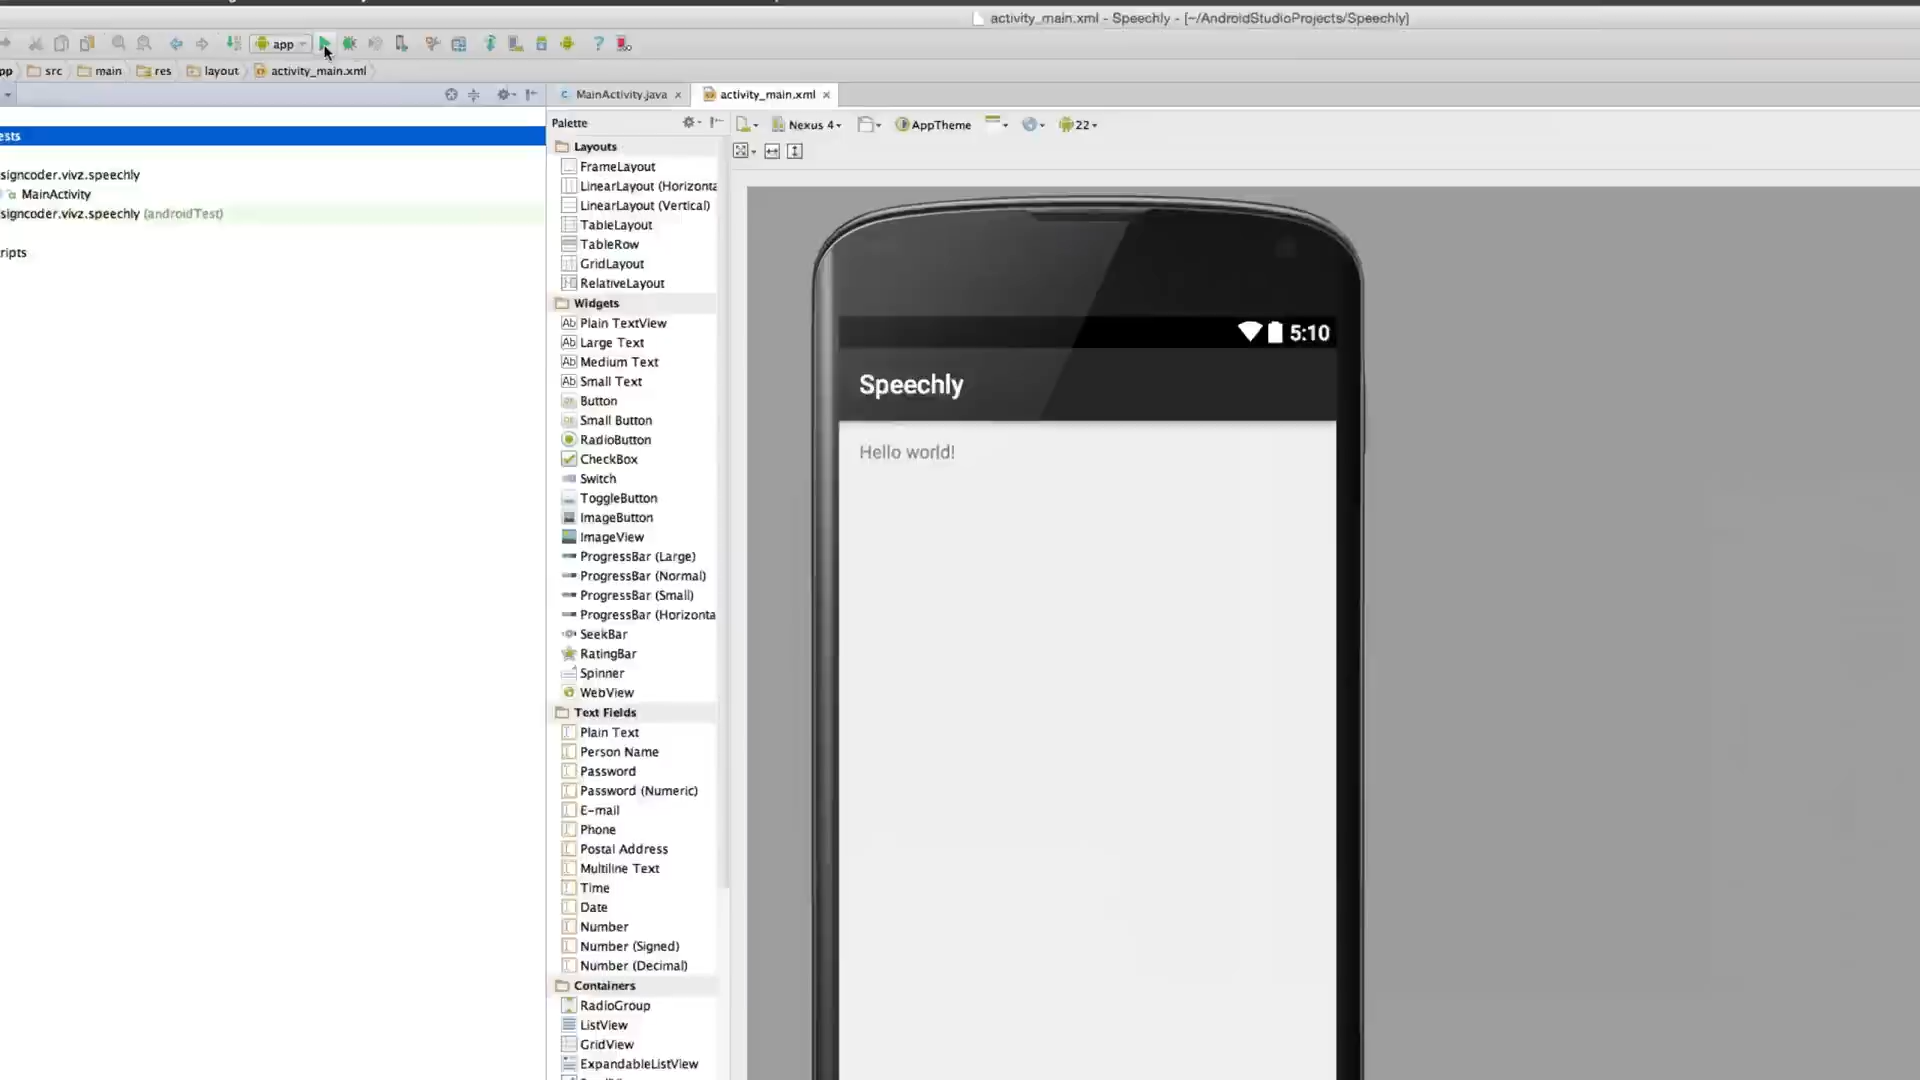 activity_main.xml - Speechly - [~/AndroidStudioProjects/Speechly]
app
pp src main res layout activity_main.xml
MainActivity.java activity_main.xml
Palette
Nexus 4 AppTheme 22
ests
signcoder.vivz.speechly
MainActivity
signcoder.vivz.speechly (androidTest)
ripts
Layouts
FrameLayout
LinearLayout (Horizonta
LinearLayout (Vertical)
TableLayout
TableRow
GridLayout
RelativeLayout
Widgets
Plain TextView
Large Text
Medium Text
Small Text
Button
Small Button
RadioButton
CheckBox
Switch
ToggleButton
ImageButton
ImageView
ProgressBar (Large)
ProgressBar (Normal)
ProgressBar (Small)
ProgressBar (Horizonta
SeekBar
RatingBar
Spinner
WebView
Text Fields
Plain Text
Person Name
Password
Password (Numeric)
E-mail
Phone
Postal Address
Multiline Text
Time
Date
Number
Number (Signed)
Number (Decimal)
Containers
RadioGroup
ListView
GridView
ExpandableListView
5:10
Speechly
Hello world!